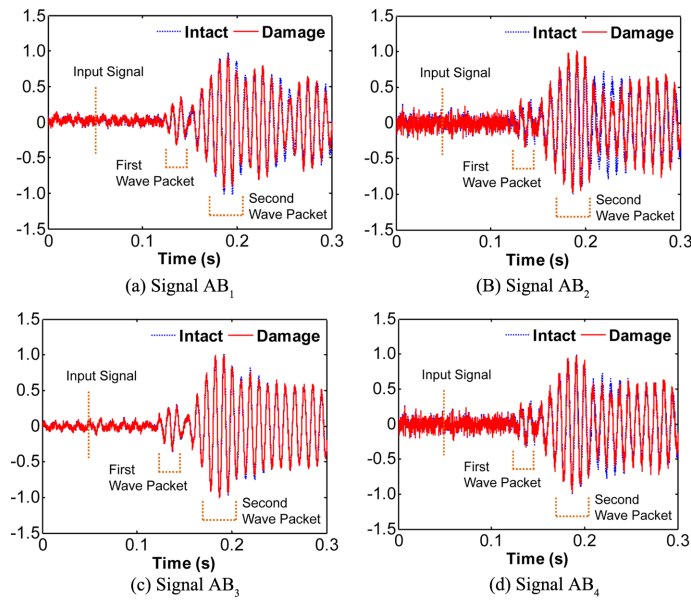 Intact Damage
1.5
1.0
0.5
0
-0.5
-1.0
-1.5
Input Signal
First
Wave Packet
Second
Wave Packet
0 0.1 0.2 0.3
Time (s)
(a) Signal AB1
Intact Damage
1.5
1.0
0.5
0
-0.5
-1.0
-1.5
Input Signal
First
Wave Packet
Second
Wave Packet
0 0.1 0.2 0.3
Time (s)
(B) Signal AB2
Intact Damage
1.5
1.0
0.5
0
-0.5
-1.0
-1.5
Input Signal
First
Wave Packet
Second
Wave Packet
0 0.1 0.2 0.3
Time (s)
(c) Signal AB3
Intact Damage
1.5
1.0
0.5
0
-0.5
-1.0
-1.5
Input Signal
First
Wave Packet
Second
Wave Packet
0 0.1 0.2 0.3
Time (s)
(d) Signal AB4